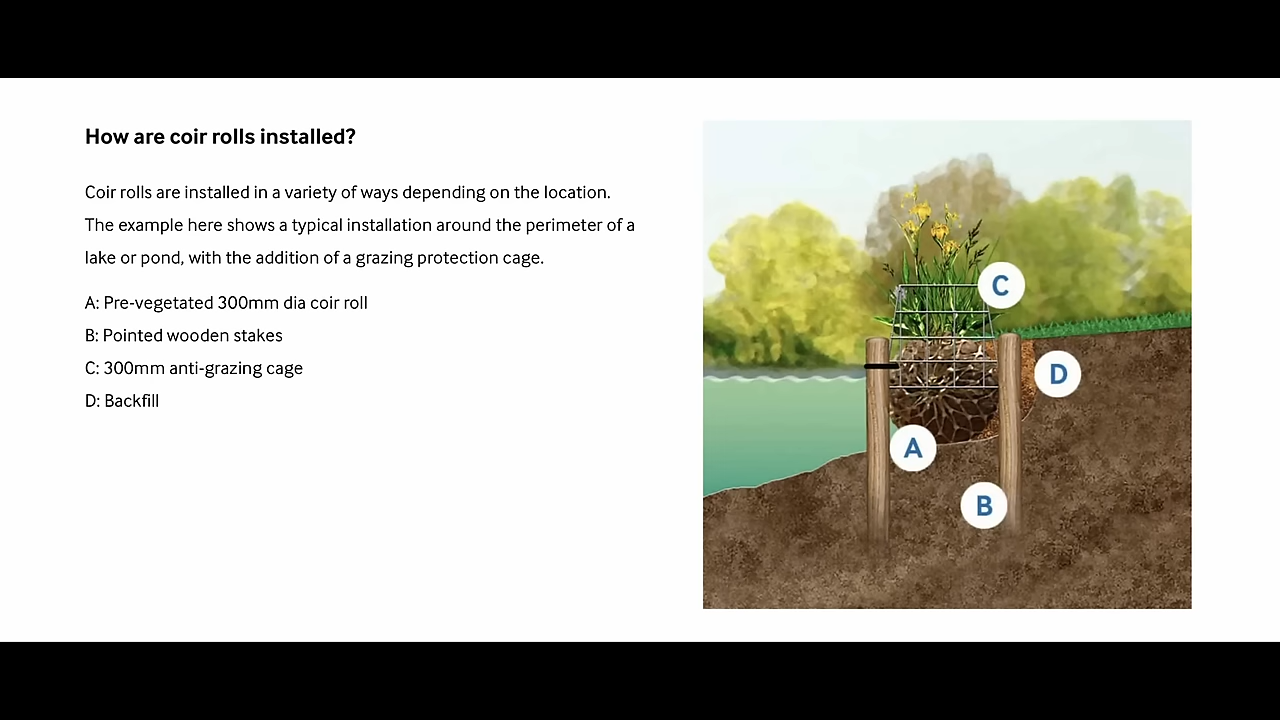 How are coir rolls installed?
Coir rolls are installed in a variety of ways depending on the location.
The example here shows a typical installation around the perimeter of a
lake or pond, with the addition of a grazing protection cage.
A: Pre-vegetated 300mm dia coir roll
B: Pointed wooden stakes
C: 300mm anti-grazing cage
D: Backfill
C
D
A
B